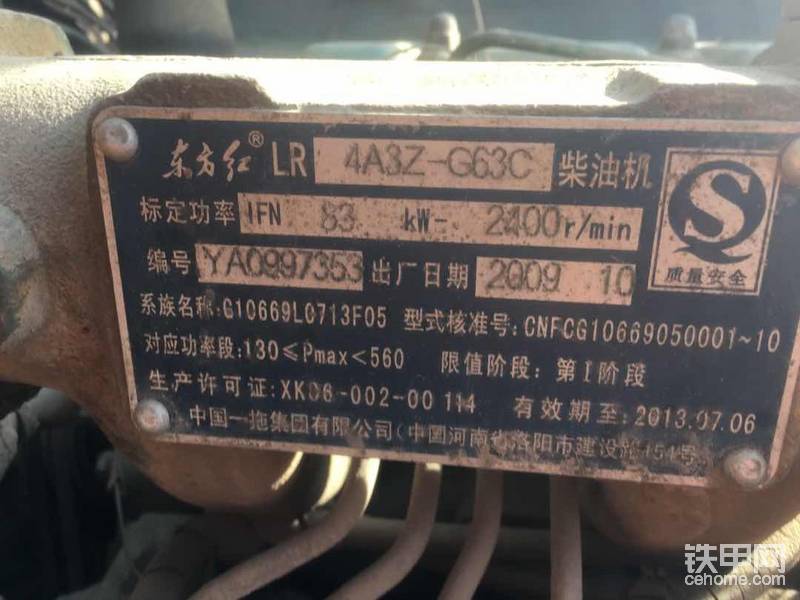 东方红® LR 4A3Z-G63C 柴油机
标定功率 IFN 83 kW- 2400r/min
编号 YA0997353 出厂日期 2009 10
质量安全
系族名称:G10669L0713F05 型式核准号:CNFCG10669050001~10
对应功率段:130≤Pmax<560 限值阶段:第Ⅰ阶段
生产许可证:XK06-002-00114 有效期至:2013.07.06
中国一拖集团有限公司(中国河南省洛阳市建设路154号
铁甲网
cehome.com